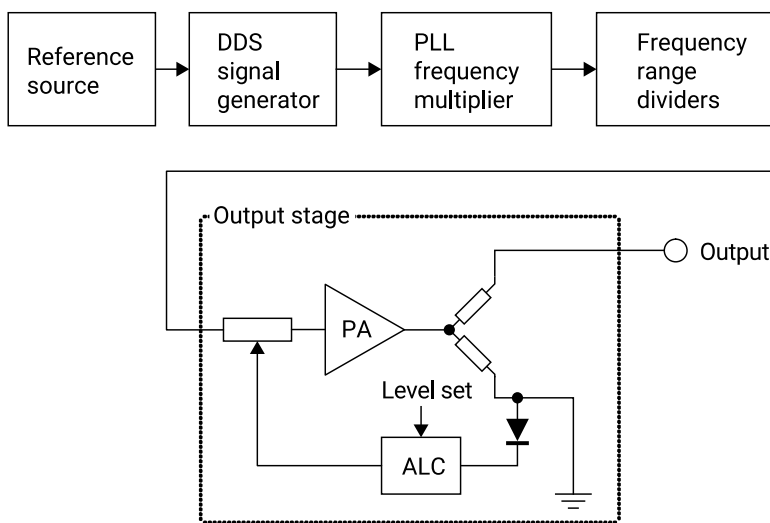 Reference
source
DDS
signal
generator
PLL
frequency
multiplier
Frequency
range
dividers
Output stage
Output
PA
Level set
ALC